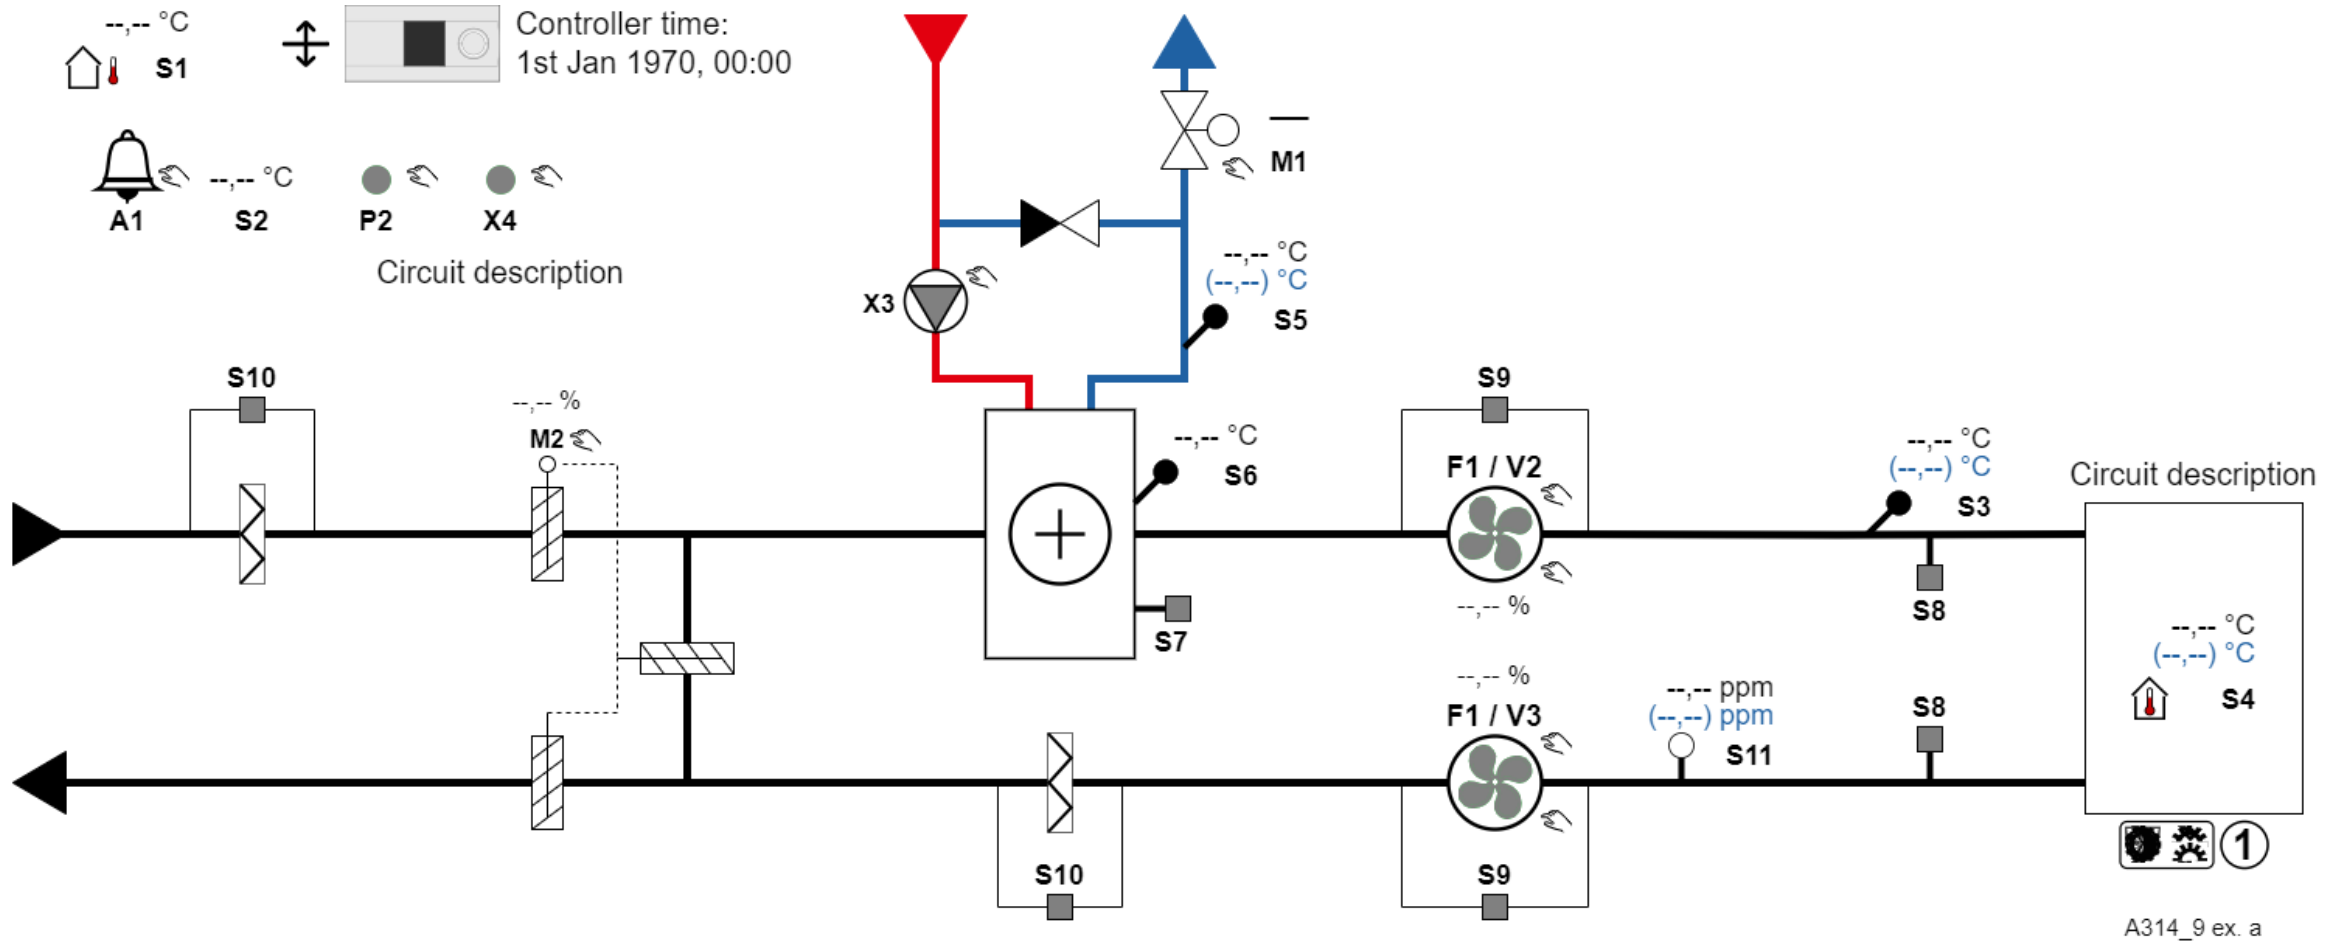 --,-- °C
S1
Controller time:
1st Jan 1970, 00:00
M1
A1
--,-- °C
S2
P2
X4
Circuit description
--,-- °C
(--,--) °C
S5
X3
S10
--,-- %
M2
--,-- °C
S6
S9
F1 / V2
--,-- %
--,-- °C
(--,--) °C
S3
Circuit description
S8
S7
--,-- °C
(--,--) °C
S4
--,-- %
F1 / V3
--,-- ppm
(--,--) ppm
S11
S8
S10
S9
1
A314_9 ex. a